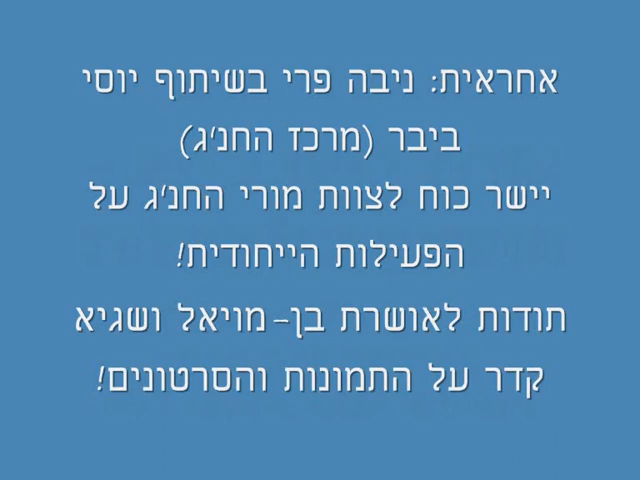 אחראית: ניבה פרי בשיתוף יוסי
ביבר (מרכז החנ'ג)
יישר כוח לצוות מורי החנ'ג על
הפעילות הייחודית!
תודות לאושרת בן-מויאל ושגיא
קדר על התמונות והסרטונים!